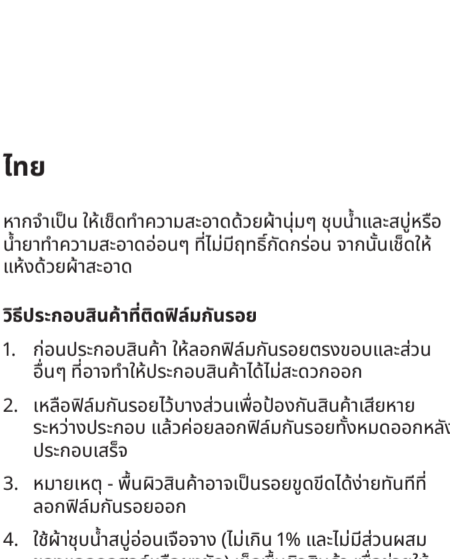 ไทย
หากจำเป็น ให้เช็ดทำความสะอาดด้วยผ้านุ่มๆ ชุบน้ำและสบู่หรือ
น้ำยาทำความสะอาดอ่อนๆ ที่ไม่มีฤทธิ์กัดกร่อน จากนั้นเช็ดให้
แห้งด้วยผ้าสะอาด
วิธีประกอบสินค้าที่ติดฟิล์มกันรอย
1. ก่อนประกอบสินค้า ให้ลอกฟิล์มกันรอยตรงขอบและส่วน
อื่นๆ ที่อาจทำให้ประกอบสินค้าได้ไม่สะดวกออก
2. เหลือฟิล์มกันรอยไว้บางส่วนเพื่อป้องกันสินค้าเสียหาย
ระหว่างประกอบ แล้วค่อยลอกฟิล์มกันรอยทั้งหมดออกหลัง
ประกอบเสร็จ
3. หมายเหตุ - พื้นผิวสินค้าอาจเป็นรอยขูดขีดได้ง่ายทันทีที่
ลอกฟิล์มกันรอยออก
4. ใช้ผ้าชุบน้ำสบู่อ่อนเจือจาง (ไม่เกิน 1% และไม่มีส่วนผสม